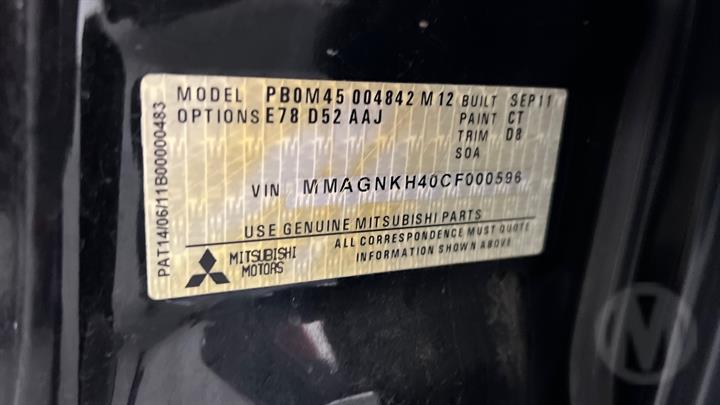 MODEL PB0M45 004842 M12 BUILT SEP11
OPTIONS E78 D52 AAJ PAINT CT
TRIM D8
SOA
VIN MMAGNKH40CF000596
USE GENUINE MITSUBISHI PARTS
MITSUBISHI MOTORS
ALL CORRESPONDENCE MUST QUOTE
INFORMATION SHOWN ABOVE
PAT14/06/11B000000483
M